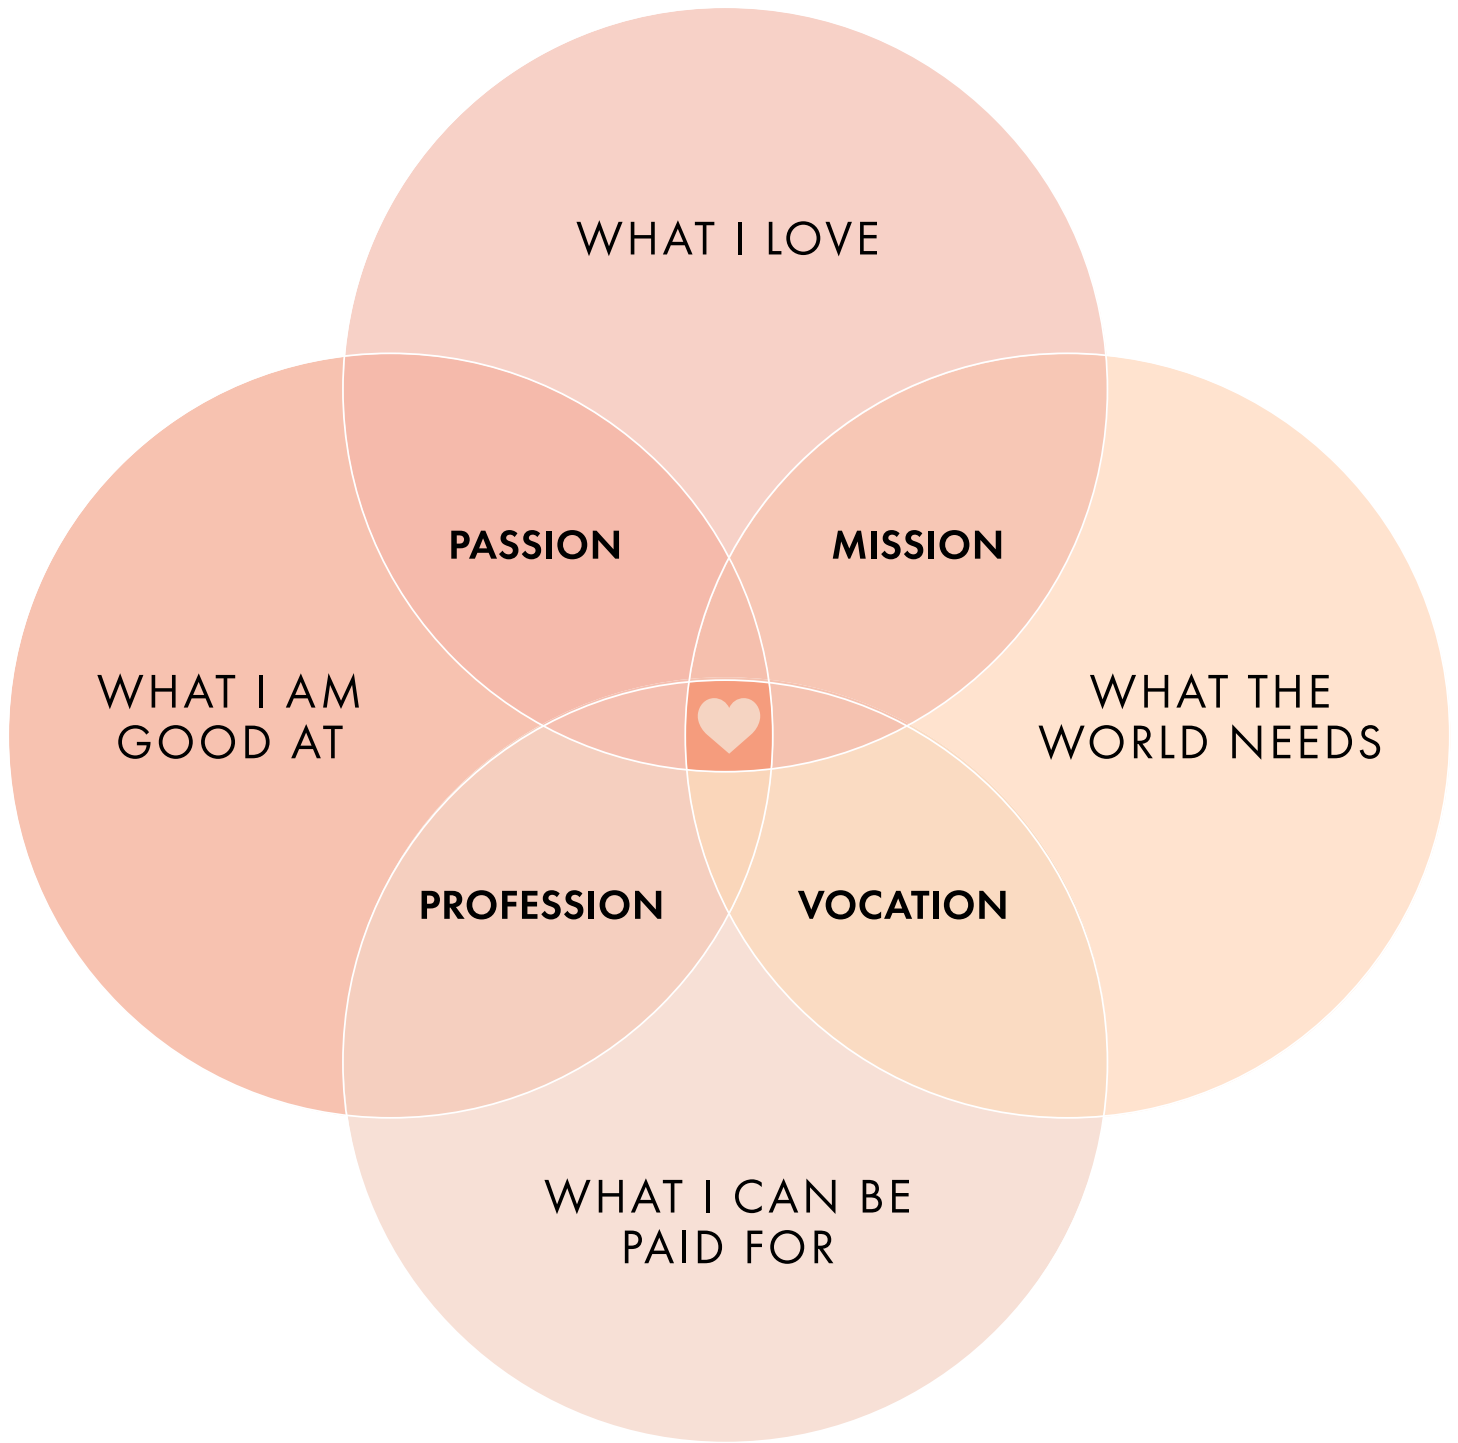 WHAT I LOVE
PASSION
MISSION
WHAT I AM
GOOD AT
WHAT THE
WORLD NEEDS
PROFESSION
VOCATION
WHAT I CAN BE
PAID FOR